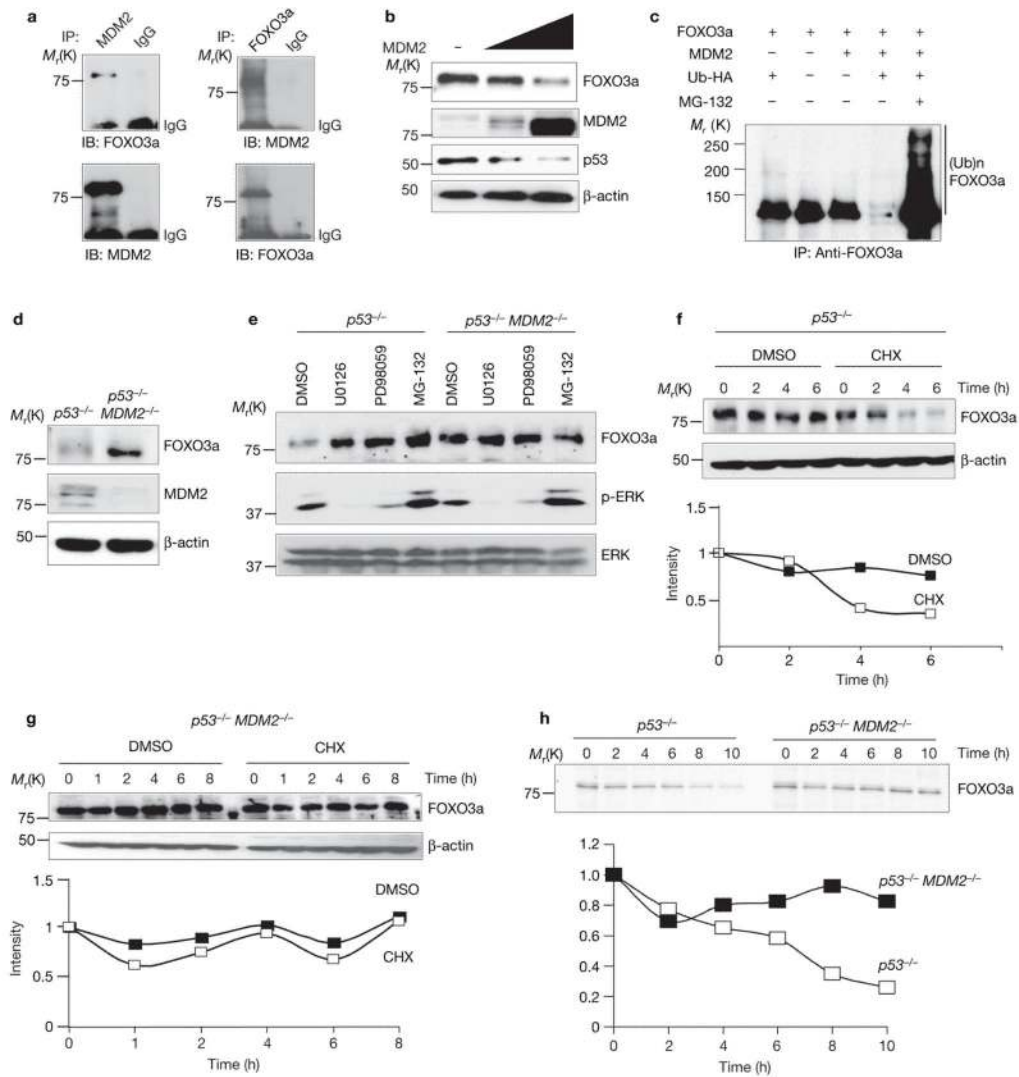 a
IP: MDM2 IgG
Mr(K)
75
IgG
IB: FOXO3a
75
IgG
IB: MDM2
IP: FOXO3a IgG
Mr(K)
75
IgG
IB: MDM2
75
IgG
IB: FOXO3a
b
MDM2 –
Mr(K)
75 FOXO3a
75 MDM2
50 p53
50 β-actin
c
FOXO3a + + + + +
MDM2 – – + + +
Ub-HA + – – + +
MG-132 – – – – +
Mr (K)
250
200
150
(Ub)n
FOXO3a
IP: Anti-FOXO3a
d
Mr(K) p53–/– p53–/– MDM2–/–
75 FOXO3a
75 MDM2
50 β-actin
e
p53–/– p53–/– MDM2–/–
DMSO U0126 PD98059 MG-132 DMSO U0126 PD98059 MG-132
Mr(K)
75 FOXO3a
37 p-ERK
37 ERK
f
p53–/–
DMSO CHX
Mr(K) 0 2 4 6 0 2 4 6 Time (h)
75 FOXO3a
50 β-actin
1.5
1
0.5
Intensity
DMSO
CHX
0 2 4 6
Time (h)
g
p53–/– MDM2–/–
DMSO CHX
Mr(K) 0 1 2 4 6 8 0 1 2 4 6 8 Time (h)
75 FOXO3a
50 β-actin
1.5
1
0.5
0
Intensity
DMSO
CHX
0 1 2 4 6 8
Time (h)
h
p53–/– p53–/– MDM2–/–
Mr(K) 0 2 4 6 8 10 0 2 4 6 8 10 Time (h)
75 FOXO3a
1.2
1.0
0.8
0.6
0.4
0.2
0
p53–/– MDM2–/–
p53–/–
0 2 4 6 8 10
Time (h)